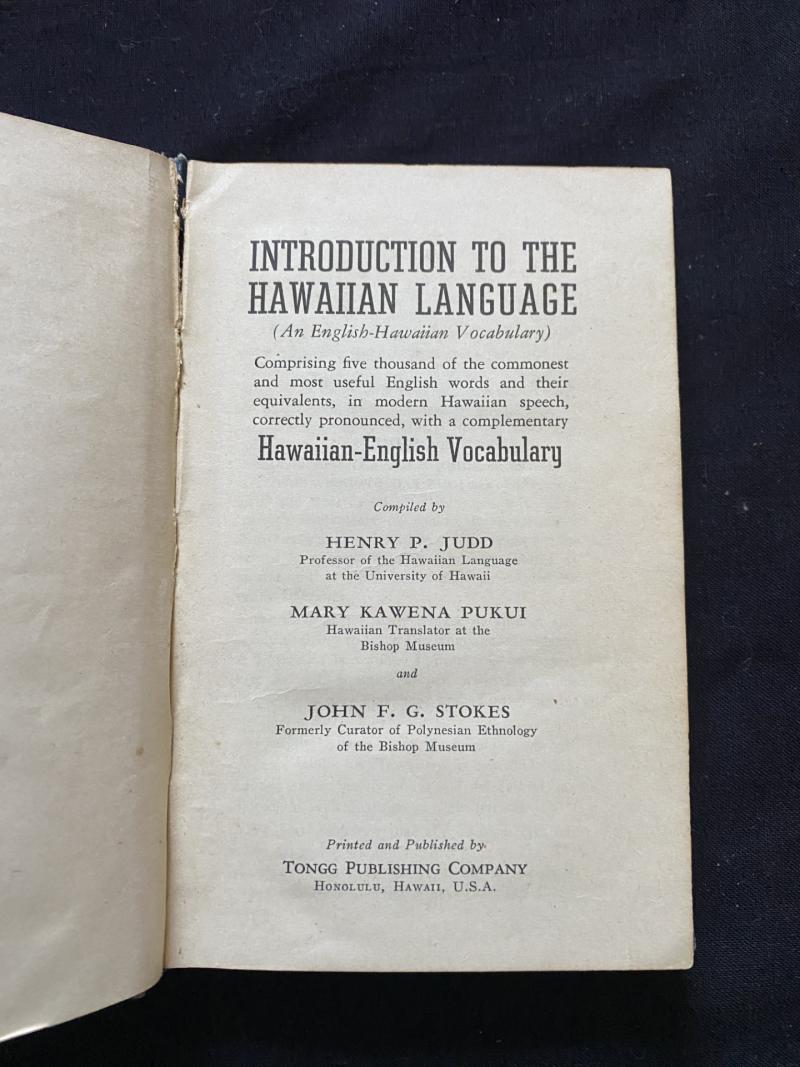 INTRODUCTION TO THE
HAWAIIAN LANGUAGE
(An English-Hawaiian Vocabulary)
Comprising five thousand of the commonest
and most useful English words and their
equivalents, in modern Hawaiian speech,
correctly pronounced, with a complementary
Hawaiian-English Vocabulary
Compiled by
HENRY P. JUDD
Professor of the Hawaiian Language
at the University of Hawaii
MARY KAWENA PUKUI
Hawaiian Translator at the
Bishop Museum
and
JOHN F. G. STOKES
Formerly Curator of Polynesian Ethnology
of the Bishop Museum
Printed and Published by
TONGG PUBLISHING COMPANY
HONOLULU, HAWAII, U.S.A.